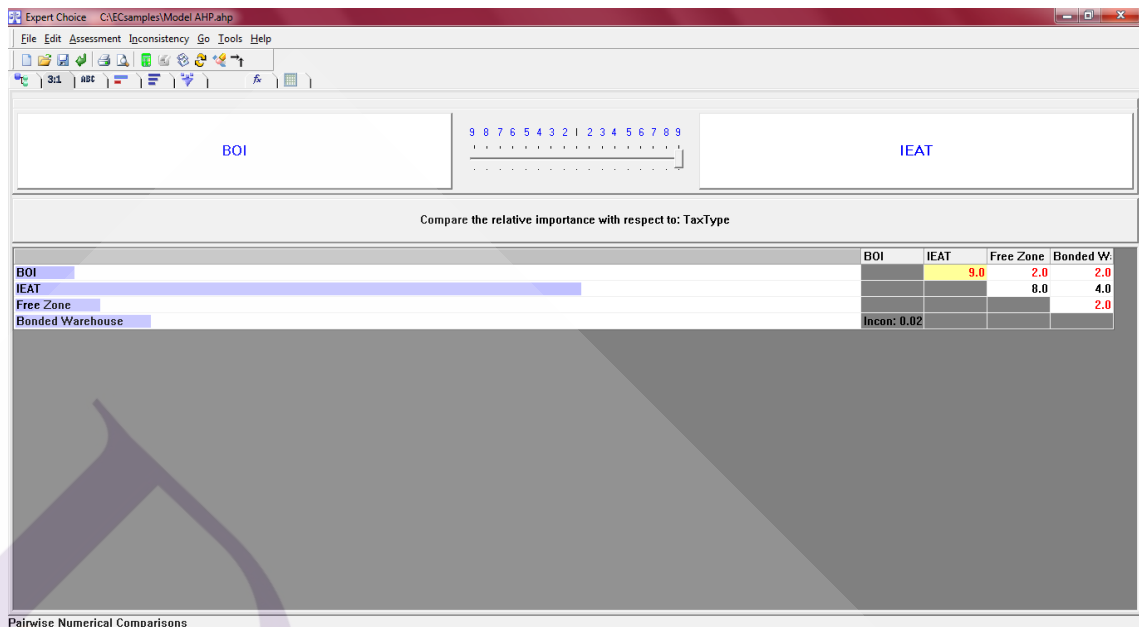 Expert Choice C:\ECsamples\Model AHP.ahp
File Edit Assessment Inconsistency Go Tools Help
3:1 ABC fx
BOI
9 8 7 6 5 4 3 2 1 2 3 4 5 6 7 8 9
IEAT
Compare the relative importance with respect to: TaxType
BOI IEAT Free Zone Bonded W
BOI 9.0 2.0 2.0
IEAT 8.0 4.0
Free Zone 2.0
Bonded Warehouse Incon: 0.02
Pairwise Numerical Comparisons